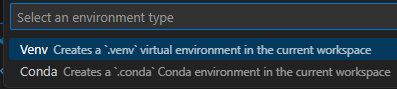 Select an environment type
Venv Creates a `.venv` virtual environment in the current workspace
Conda Creates a `.conda` Conda environment in the current workspace